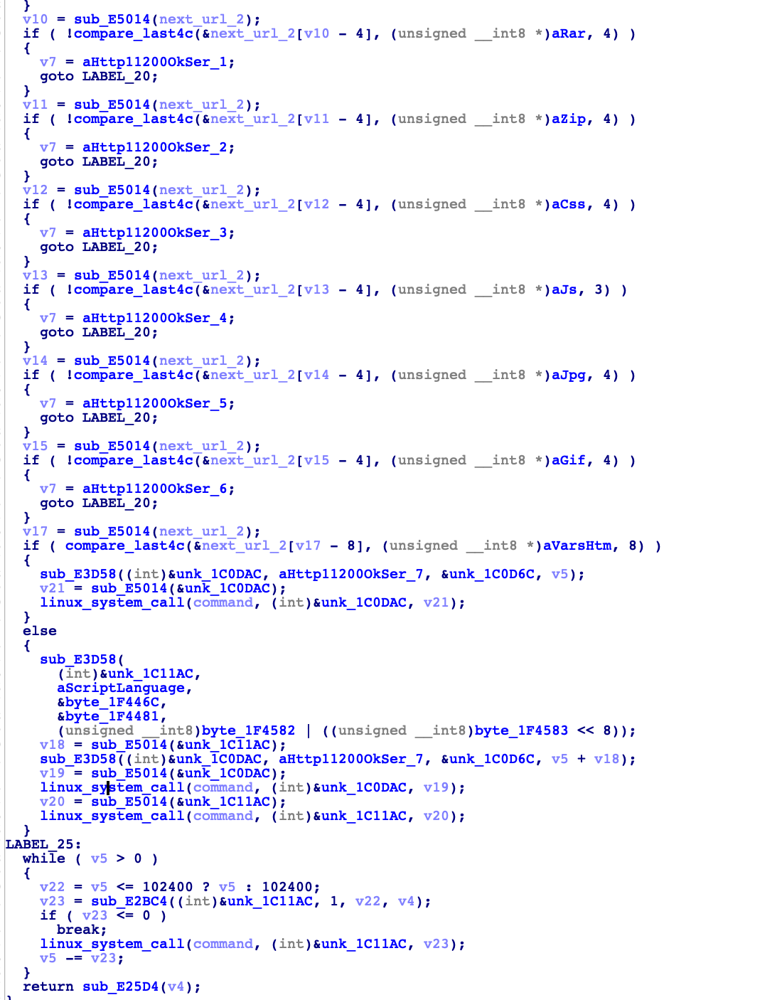 }
v10 = sub_E5014(next_url_2);
if ( !compare_last4c(&next_url_2[v10 - 4], (unsigned __int8 *)aRar, 4) )
{
v7 = aHttp11200OkSer_1;
goto LABEL_20;
}
v11 = sub_E5014(next_url_2);
if ( !compare_last4c(&next_url_2[v11 - 4], (unsigned __int8 *)aZip, 4) )
{
v7 = aHttp11200OkSer_2;
goto LABEL_20;
}
v12 = sub_E5014(next_url_2);
if ( !compare_last4c(&next_url_2[v12 - 4], (unsigned __int8 *)aCss, 4) )
{
v7 = aHttp11200OkSer_3;
goto LABEL_20;
}
v13 = sub_E5014(next_url_2);
if ( !compare_last4c(&next_url_2[v13 - 4], (unsigned __int8 *)aJs, 3) )
{
v7 = aHttp11200OkSer_4;
goto LABEL_20;
}
v14 = sub_E5014(next_url_2);
if ( !compare_last4c(&next_url_2[v14 - 4], (unsigned __int8 *)aJpg, 4) )
{
v7 = aHttp11200OkSer_5;
goto LABEL_20;
}
v15 = sub_E5014(next_url_2);
if ( !compare_last4c(&next_url_2[v15 - 4], (unsigned __int8 *)aGif, 4) )
{
v7 = aHttp11200OkSer_6;
goto LABEL_20;
}
v17 = sub_E5014(next_url_2);
if ( compare_last4c(&next_url_2[v17 - 8], (unsigned __int8 *)aVarsHtm, 8) )
{
sub_E3D58((int)&unk_1C0DAC, aHttp11200OkSer_7, &unk_1C0D6C, v5);
v21 = sub_E5014(&unk_1C0DAC);
linux_system_call(command, (int)&unk_1C0DAC, v21);
}
else
{
sub_E3D58(
(int)&unk_1C11AC,
aScriptLanguage,
&byte_1F446C,
&byte_1F4481,
(unsigned __int8)byte_1F4582 | ((unsigned __int8)byte_1F4583 << 8));
v18 = sub_E5014(&unk_1C11AC);
sub_E3D58((int)&unk_1C0DAC, aHttp11200OkSer_7, &unk_1C0D6C, v5 + v18);
v19 = sub_E5014(&unk_1C0DAC);
linux_system_call(command, (int)&unk_1C0DAC, v19);
v20 = sub_E5014(&unk_1C11AC);
linux_system_call(command, (int)&unk_1C11AC, v20);
}
LABEL_25:
while ( v5 > 0 )
{
v22 = v5 <= 102400 ? v5 : 102400;
v23 = sub_E2BC4((int)&unk_1C11AC, 1, v22, v4);
if ( v23 <= 0 )
break;
linux_system_call(command, (int)&unk_1C11AC, v23);
v5 -= v23;
}
return sub_E25D4(v4);
}